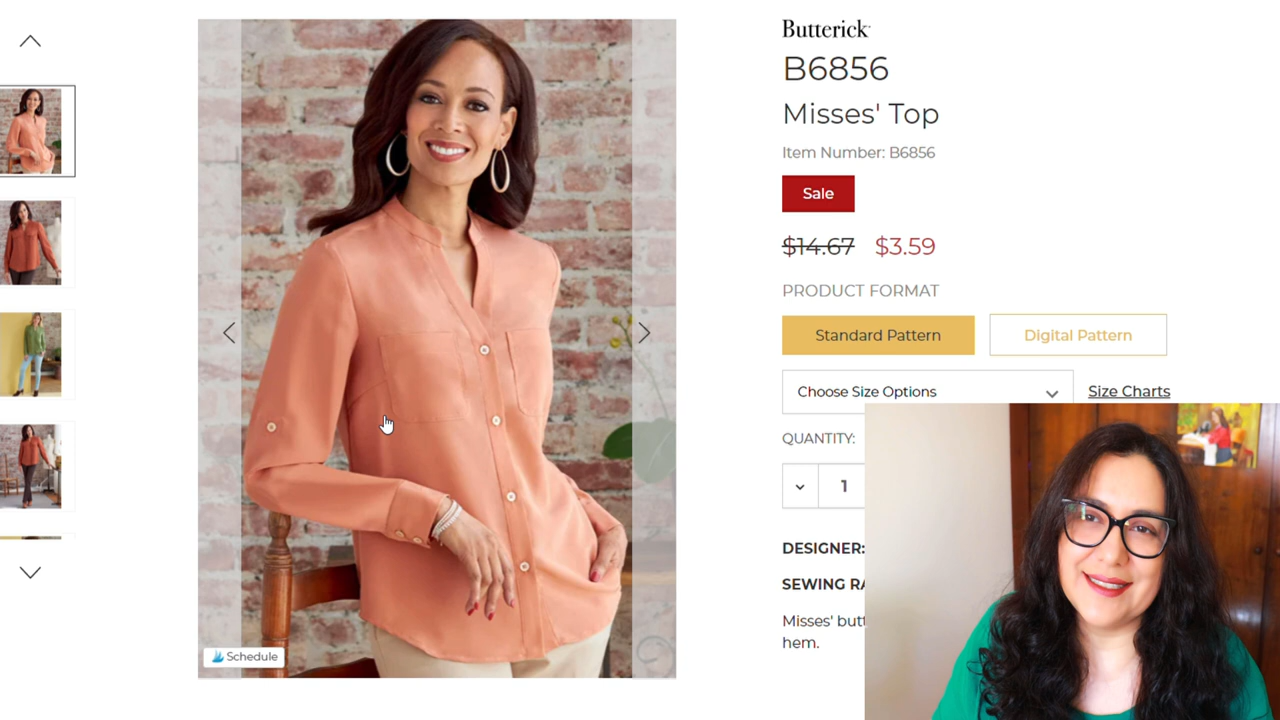 Butterick
B6856
Misses' Top
Item Number: B6856
Sale
$14.67 $3.59
PRODUCT FORMAT
Standard Pattern Digital Pattern
Choose Size Options Size Charts
QUANTITY:
1
DESIGNER:
SEWING RA
Misses' butt
hem.
Schedule